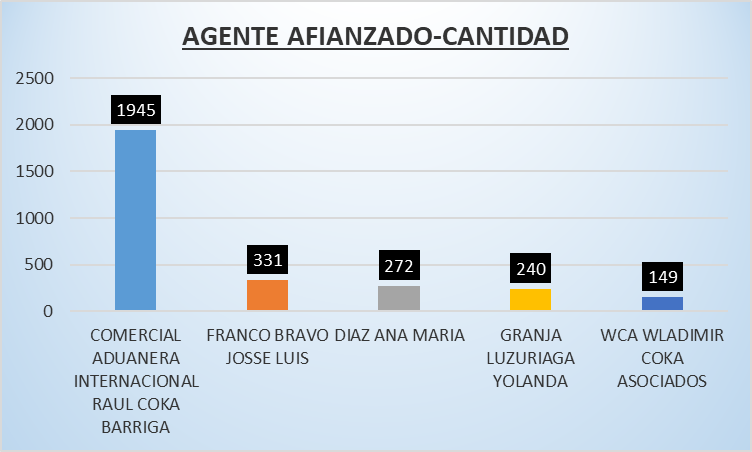 AGENTE AFIANZADO-CANTIDAD
2500
2000
1500
1000
500
0
1945
331
272
240
149
COMERCIAL
ADUANERA
INTERNACIONAL
RAUL COKA
BARRIGA
FRANCO BRAVO
JOSSE LUIS
DIAZ ANA MARIA
GRANJA
LUZURIAGA
YOLANDA
WCA WLADIMIR
COKA
ASOCIADOS